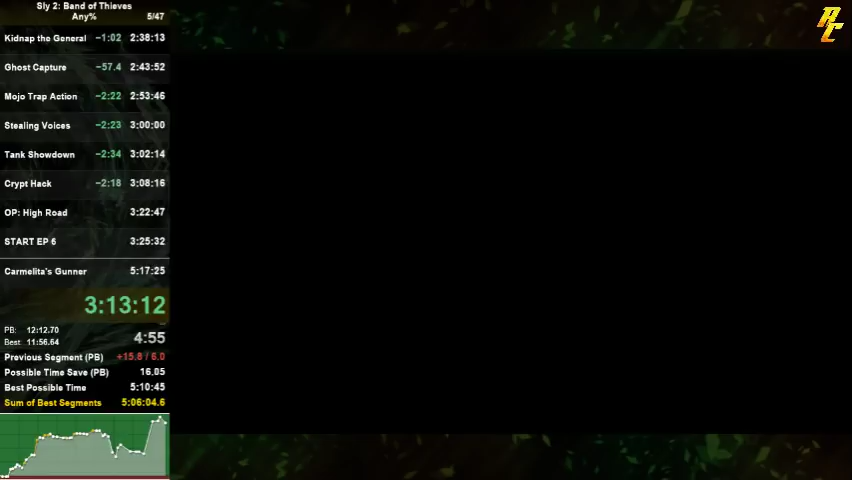 Sly 2: Band of Thieves
Any% 5/47
Kidnap the General -1:02 2:38:13
Ghost Capture -57.4 2:43:52
Mojo Trap Action -2:22 2:53:46
Stealing Voices -2:23 3:00:00
Tank Showdown -2:34 3:02:14
Crypt Hack -2:18 3:08:16
OP: High Road 3:22:47
START EP 6 3:25:32
Carmelita's Gunner 5:17:25
3:13:12
PB: 12:12.70
Best: 11:56.64
4:55
Previous Segment (PB) +15.8 / 6.0
Possible Time Save (PB) 16.05
Best Possible Time 5:10:45
Sum of Best Segments 5:06:04.6